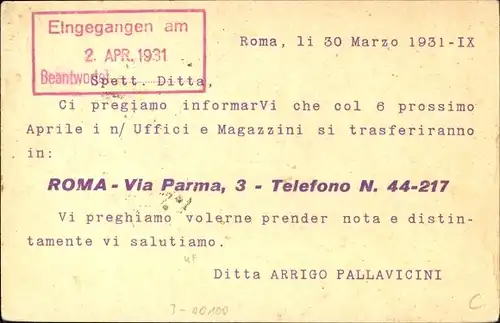 Eingegangen am
2. APR. 1931
Beantwortet
Roma, li 30 Marzo 1931-IX
Spett. Ditta,
Ci pregiamo informarVi che col 6 prossimo
Aprile i n/ Uffici e Magazzini si trasferiranno
in:
ROMA - Via Parma, 3 - Telefono N. 44-217
Vi preghiamo volerne prender nota e distin-
tamente vi salutiamo.
Ditta ARRIGO PALLAVICINI
C